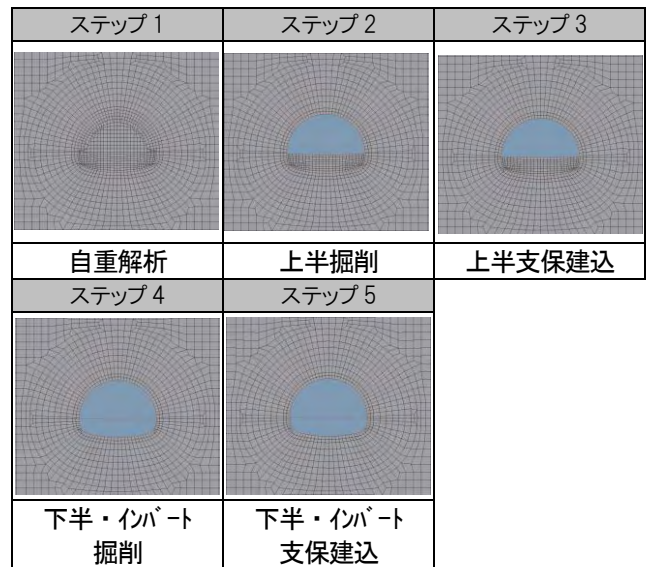 ステップ 1
ステップ 2
ステップ 3
自重解析
上半掘削
上半支保建込
ステップ 4
ステップ 5
下半・インバート
掘削
下半・インバート
支保建込